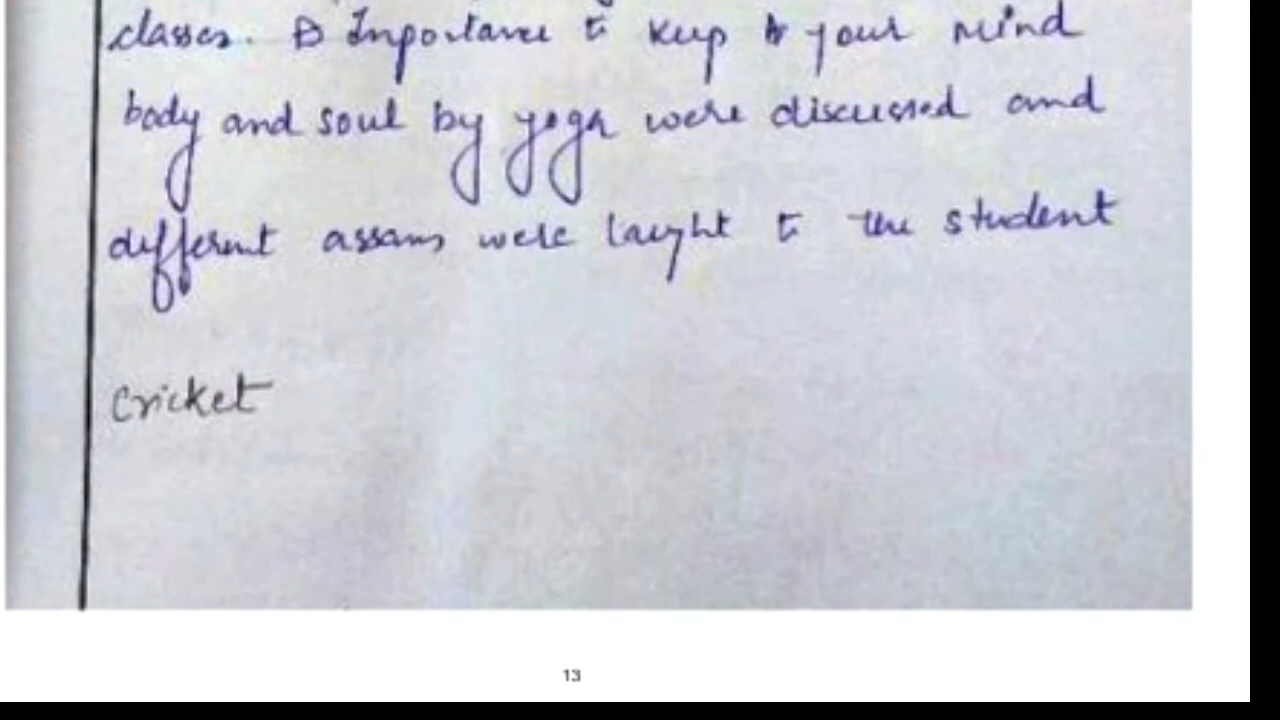 classes. Importance to keep your mind
body and soul by yoga were discussed and
different assans were taught to the student
cricket
13